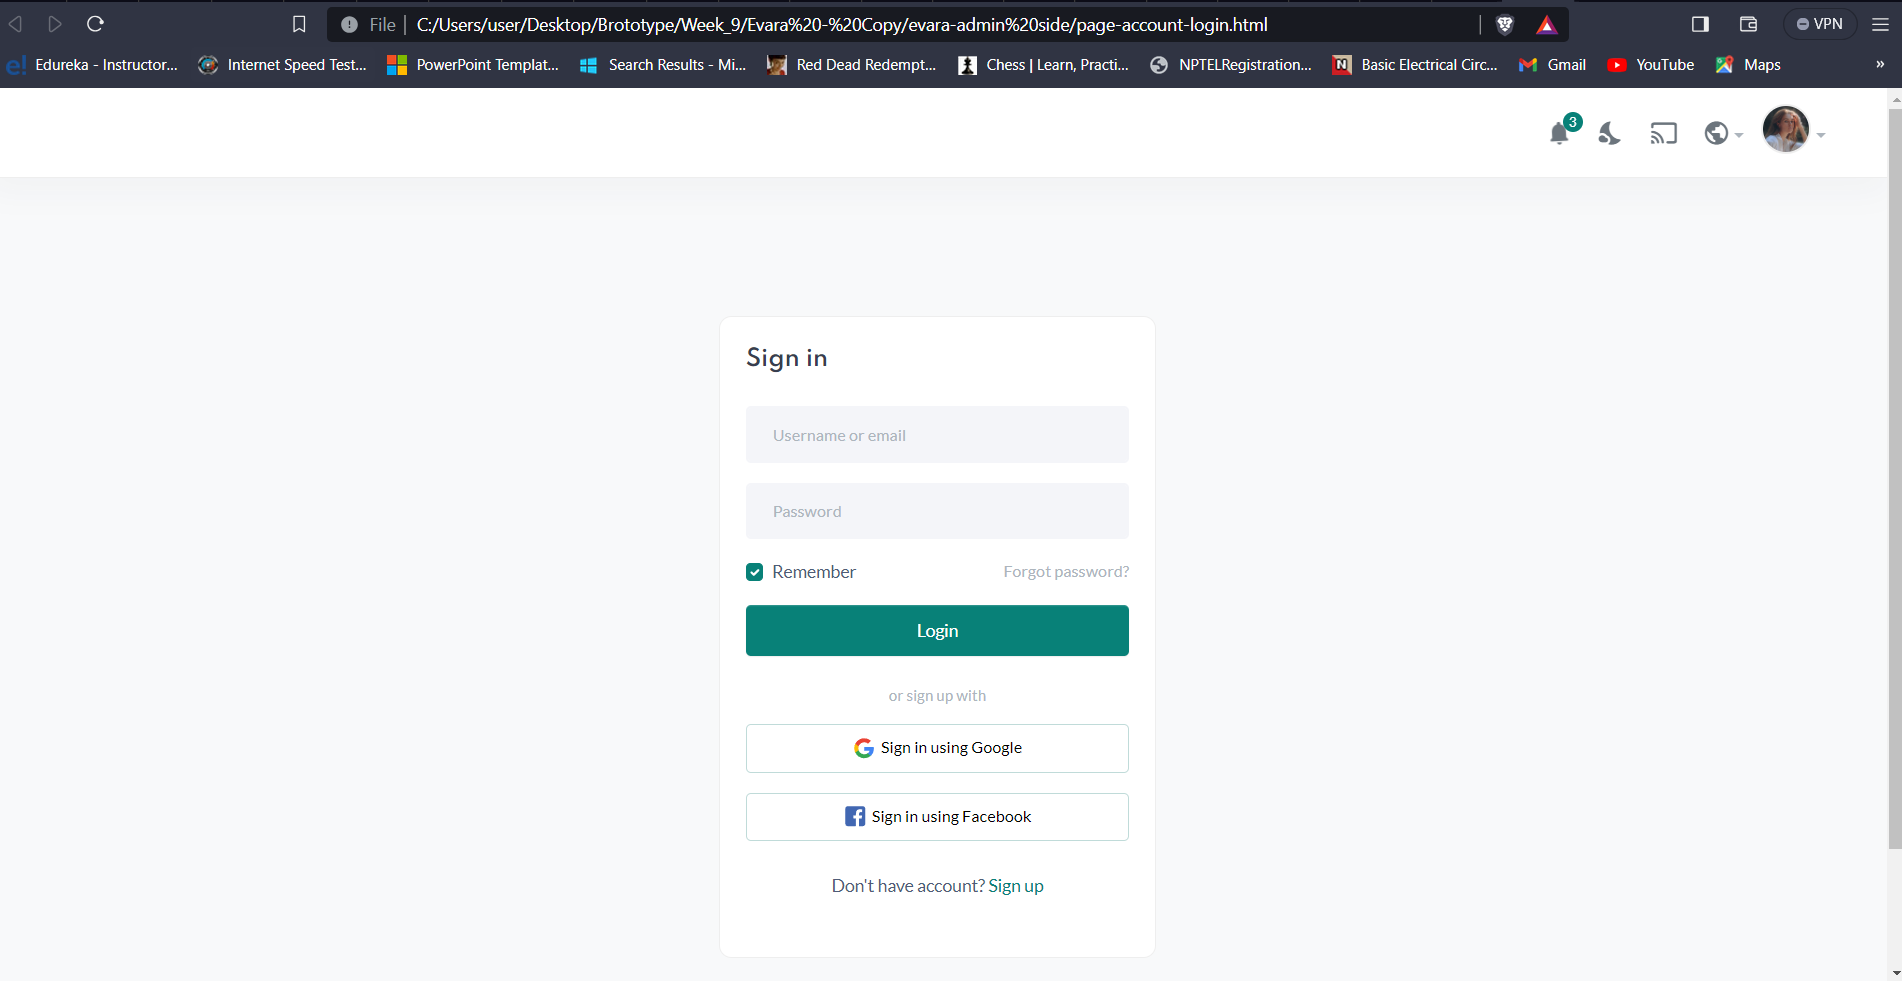 File C:/Users/user/Desktop/Brototype/Week_9/Evara%20-%20Copy/evara-admin%20side/page-account-login.html VPN
e! Edureka - Instructor... Internet Speed Test... PowerPoint Templat... Search Results - Mi... Red Dead Redempt... Chess | Learn, Practi... NPTELRegistration... N Basic Electrical Circ... Gmail YouTube Maps »
3
Sign in
Username or email
Password
Remember Forgot password?
Login
or sign up with
Sign in using Google
Sign in using Facebook
Don't have account? Sign up